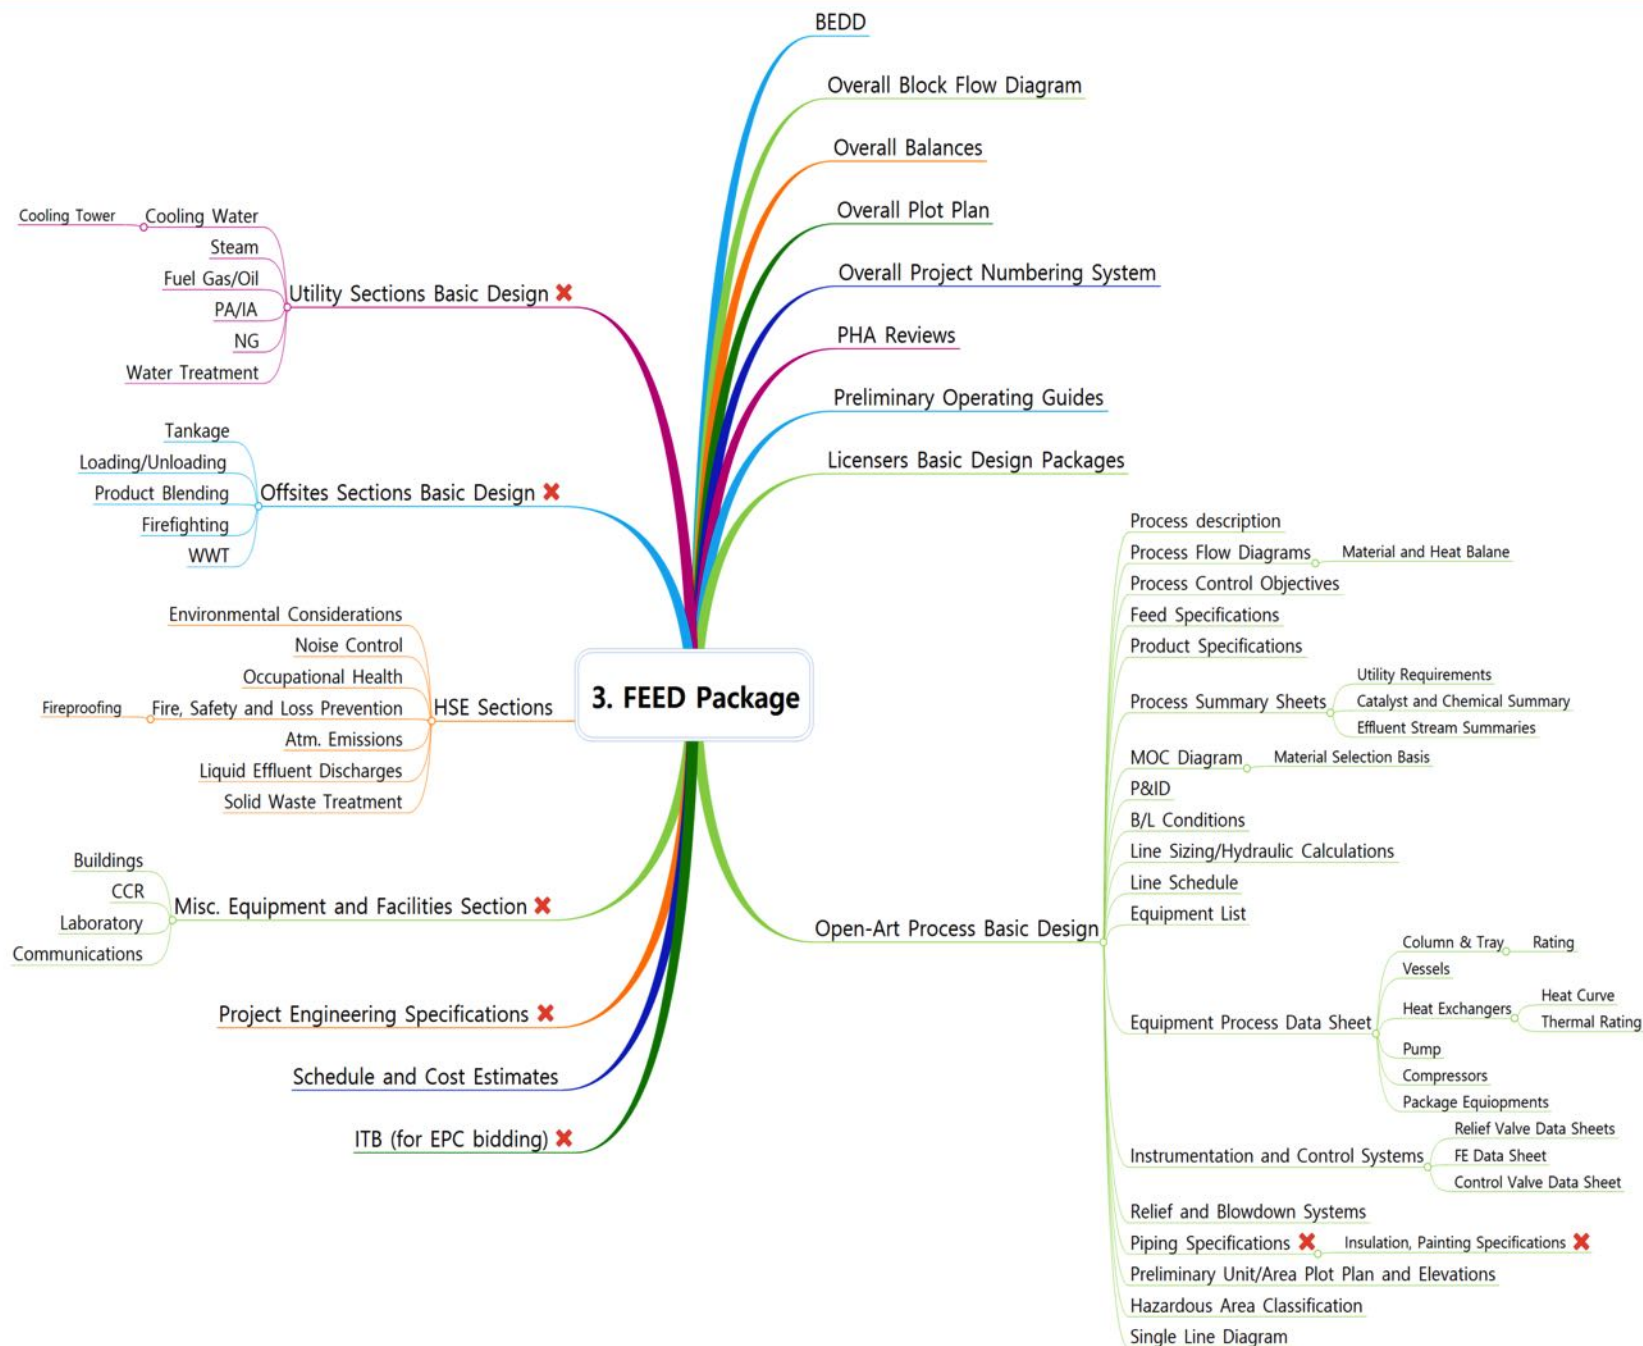 BEDD
Overall Block Flow Diagram
Overall Balances
Overall Plot Plan
Overall Project Numbering System
PHA Reviews
Preliminary Operating Guides
Licensers Basic Design Packages
Cooling Tower
Cooling Water
Steam
Fuel Gas/Oil
PA/IA
NG
Water Treatment
Utility Sections Basic Design
Tankage
Loading/Unloading
Product Blending
Firefighting
WWT
Offsites Sections Basic Design
Environmental Considerations
Noise Control
Occupational Health
Fireproofing
Fire, Safety and Loss Prevention
Atm. Emissions
Liquid Effluent Discharges
Solid Waste Treatment
HSE Sections
3. FEED Package
Buildings
CCR
Laboratory
Communications
Misc. Equipment and Facilities Section
Project Engineering Specifications
Schedule and Cost Estimates
ITB (for EPC bidding)
Open-Art Process Basic Design
Process description
Process Flow Diagrams
Material and Heat Balane
Process Control Objectives
Feed Specifications
Product Specifications
Process Summary Sheets
Utility Requirements
Catalyst and Chemical Summary
Effluent Stream Summaries
MOC Diagram
Material Selection Basis
P&ID
B/L Conditions
Line Sizing/Hydraulic Calculations
Line Schedule
Equipment List
Equipment Process Data Sheet
Column & Tray
Rating
Vessels
Heat Exchangers
Heat Curve
Thermal Rating
Pump
Compressors
Package Equiopments
Instrumentation and Control Systems
Relief Valve Data Sheets
FE Data Sheet
Control Valve Data Sheet
Relief and Blowdown Systems
Piping Specifications
Insulation, Painting Specifications
Preliminary Unit/Area Plot Plan and Elevations
Hazardous Area Classification
Single Line Diagram